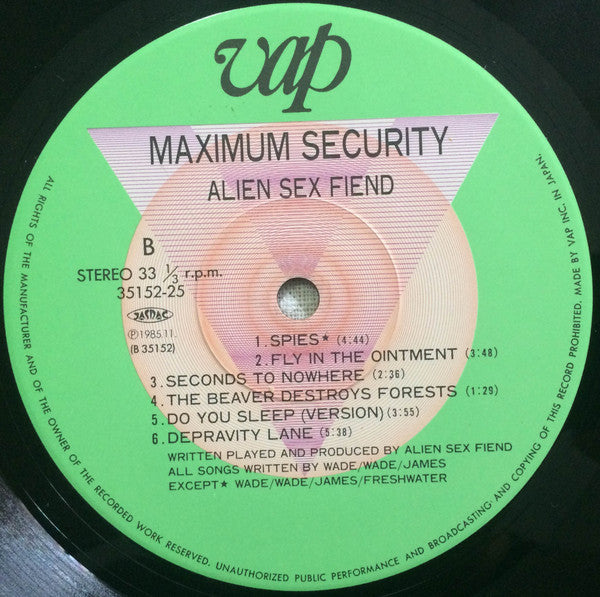 vap
MAXIMUM SECURITY
ALIEN SEX FIEND
B
STEREO 33 1/3 r.p.m.
35152-25
JASRAC
Ⓟ1985.11.
(B 35152)
1. SPIES★ (4:44)
2. FLY IN THE OINTMENT (3:48)
3. SECONDS TO NOWHERE (2:36)
4. THE BEAVER DESTROYS FORESTS (1:29)
5. DO YOU SLEEP (VERSION) (3:55)
6. DEPRAVITY LANE (5:38)
WRITTEN PLAYED AND PRODUCED BY ALIEN SEX FIEND
ALL SONGS WRITTEN BY WADE/WADE/JAMES
EXCEPT★ WADE/WADE/JAMES/FRESHWATER
ALL RIGHTS OF THE MANUFACTURER AND OF THE OWNER OF THE RECORDED WORK RESERVED. UNAUTHORIZED PUBLIC PERFORMANCE AND BROADCASTING AND COPYING OF THIS RECORD PROHIBITED. MADE BY VAP INC. IN JAPAN.